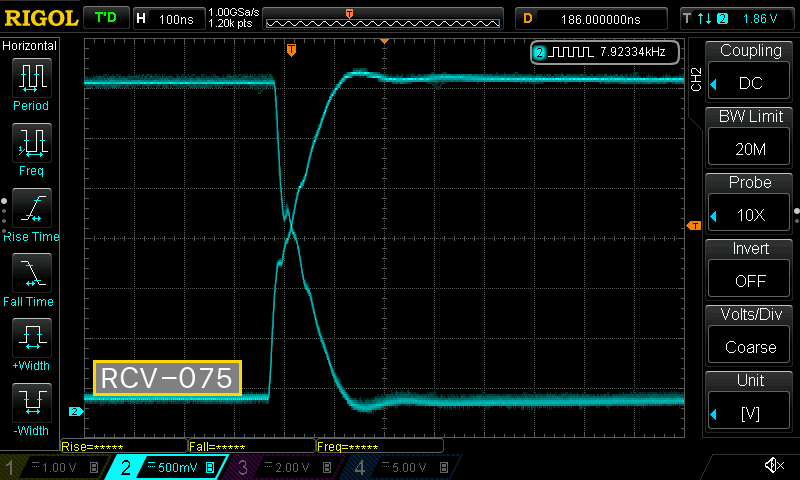 RIGOL T'D H 100ns 1.00GSa/s 1.20k pts D 186.000000ns T 2 1.86 V
Horizontal
Period
Freq
Rise Time
Fall Time
+Width
-Width
T
T
2 7.92334kHz
T
2
RCV-075
Rise=***** Fall=***** Freq=*****
CH2
Coupling
DC
BW Limit
20M
Probe
10X
Invert
OFF
Volts/Div
Coarse
Unit
[V]
1 1.00 V B 2 500mV B 3 2.00 V B 4 5.00 V B